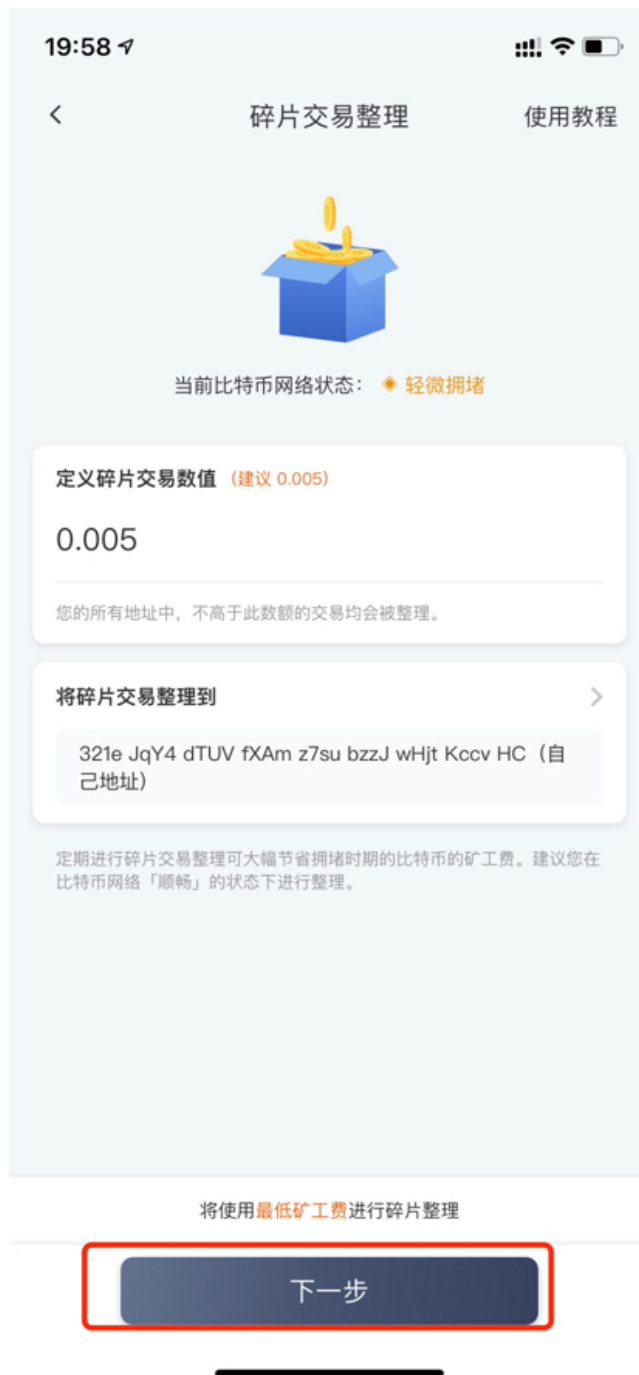 19:58
碎片交易整理
使用教程
当前比特币网络状态： 轻微拥堵
定义碎片交易数值（建议 0.005）
0.005
您的所有地址中，不高于此数额的交易均会被整理。
将碎片交易整理到
321e JqY4 dTUV fXAm z7su bzzJ wHjt Kccv HC（自
己地址）
定期进行碎片交易整理可大幅节省拥堵时期的比特币的矿工费。建议您在
比特币网络「顺畅」的状态下进行整理。
将使用最低矿工费进行碎片整理
下一步